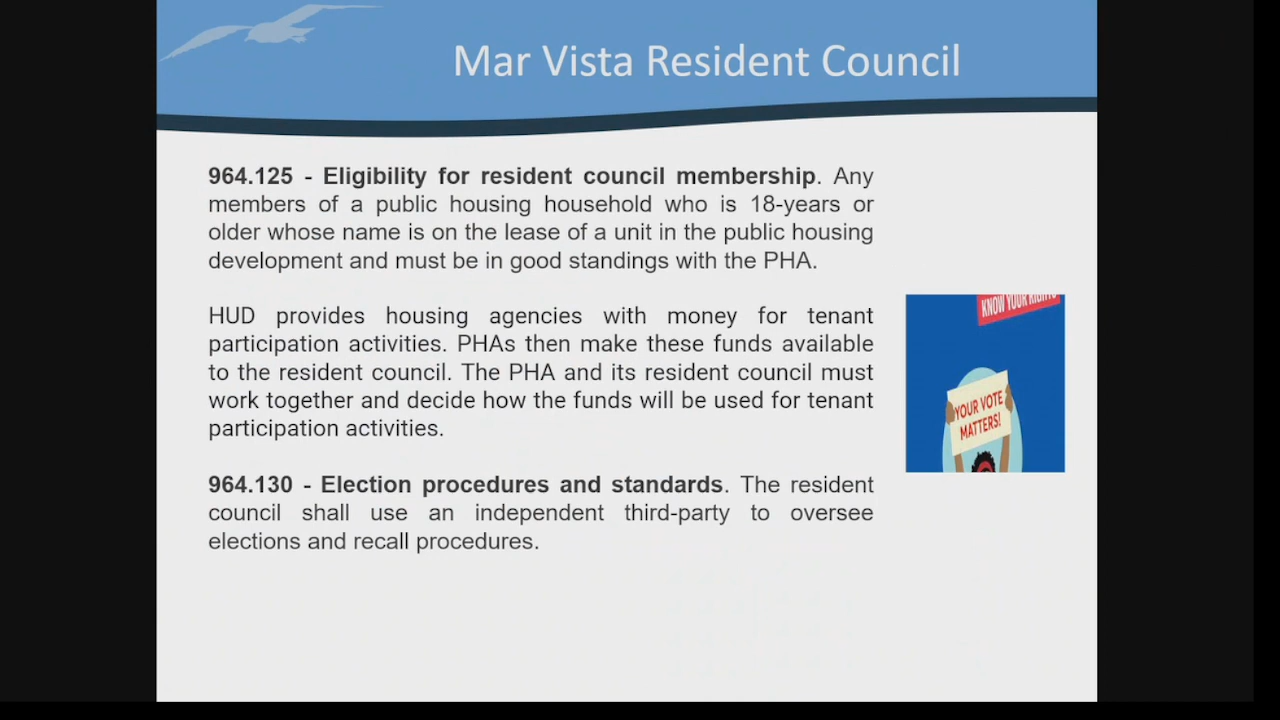 Mar Vista Resident Council
964.125 - Eligibility for resident council membership. Any
members of a public housing household who is 18-years or
older whose name is on the lease of a unit in the public housing
development and must be in good standings with the PHA.
HUD provides housing agencies with money for tenant
participation activities. PHAs then make these funds available
to the resident council. The PHA and its resident council must
work together and decide how the funds will be used for tenant
participation activities.
964.130 - Election procedures and standards. The resident
council shall use an independent third-party to oversee
elections and recall procedures.
KNOW YOUR RIGHTS
YOUR VOTE
MATTERS!